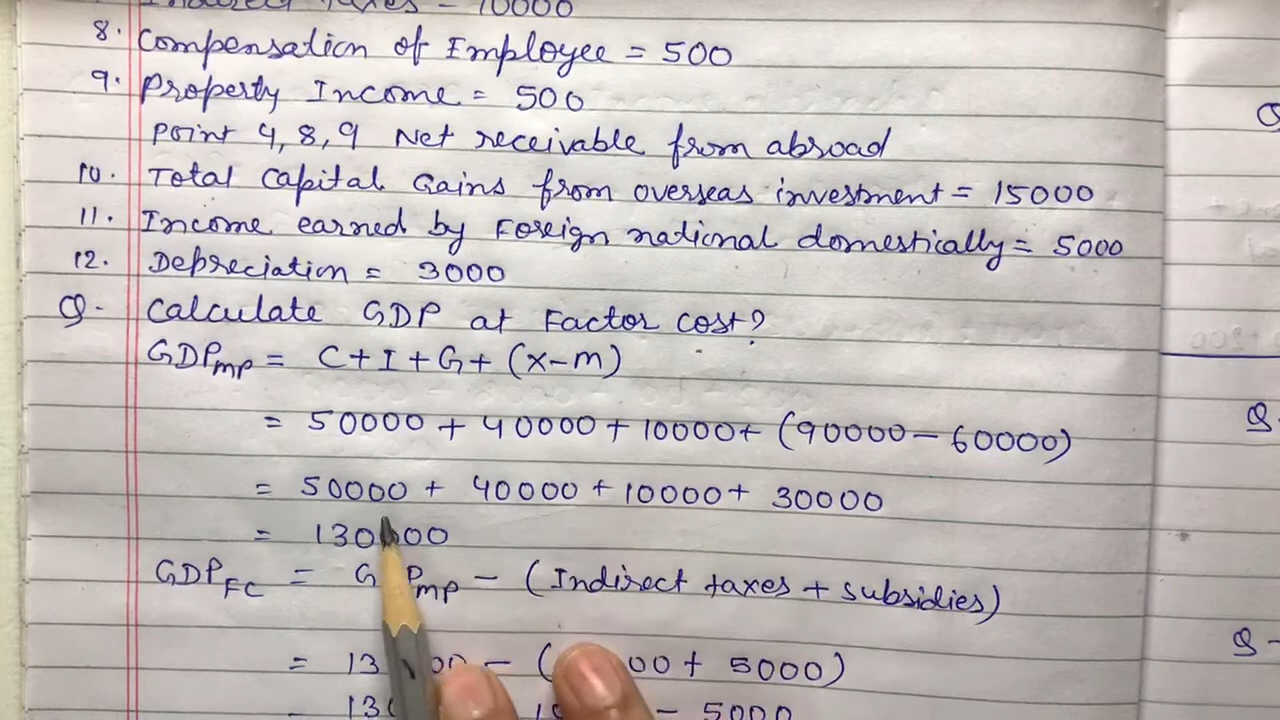 Indirect Taxes - 10000
8. Compensation of Employee = 500
9. Property Income = 500
Point 4, 8, 9 Net receivable from abroad
10. Total Capital Gains from overseas investment = 15000
11. Income earned by Foreign national domestically = 5000
12. Depreciation = 3000
Q. Calculate GDP at Factor cost?
GDPMP = C + I + G + (X-M)
= 50000 + 40000 + 10000 + (90000 - 60000)
= 50000 + 40000 + 10000 + 30000
= 130000
GDPFC = GDPMP - (Indirect taxes + subsidies)
= 5000)
- 5000
Q
Q.
Q-